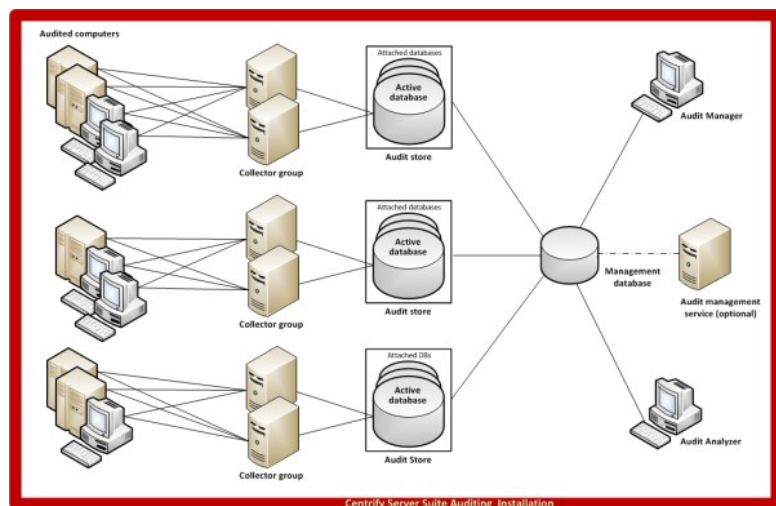 Audited computers
Attached databases
Active
database
Audit store
Collector group
Attached databases
Active
database
Audit store
Collector group
Attached DBs
Active
database
Audit Store
Collector group
Audit Manager
Management
database
Audit management
service (optional)
Audit Analyzer
Centrify Server Suite Auditing Installation